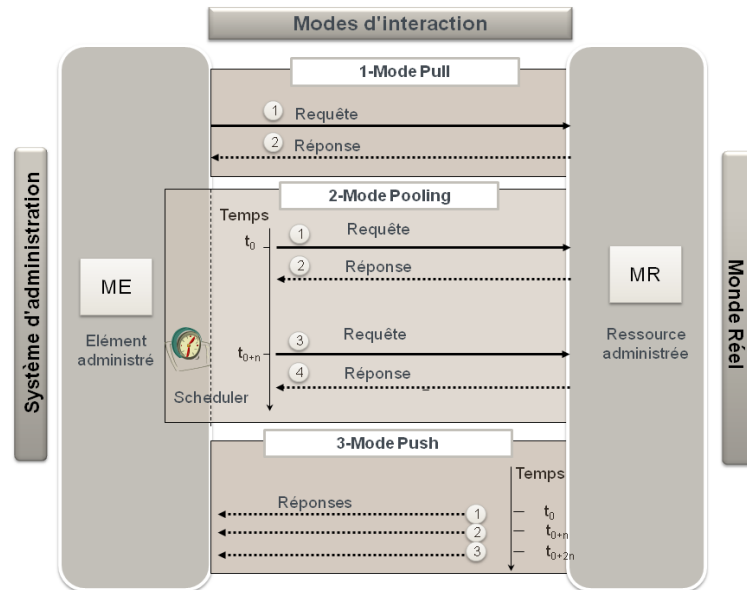 Modes d'interaction
1-Mode Pull
1 Requête
2 Réponse
2-Mode Pooling
Temps
t0
1 Requête
2 Réponse
t0+n
3 Requête
4 Réponse
Scheduler
3-Mode Push
Temps
Réponses
1 t0
2 t0+n
3 t0+2n
Système d'administration
ME
Elément
administré
MR
Ressource
administrée
Monde Réel